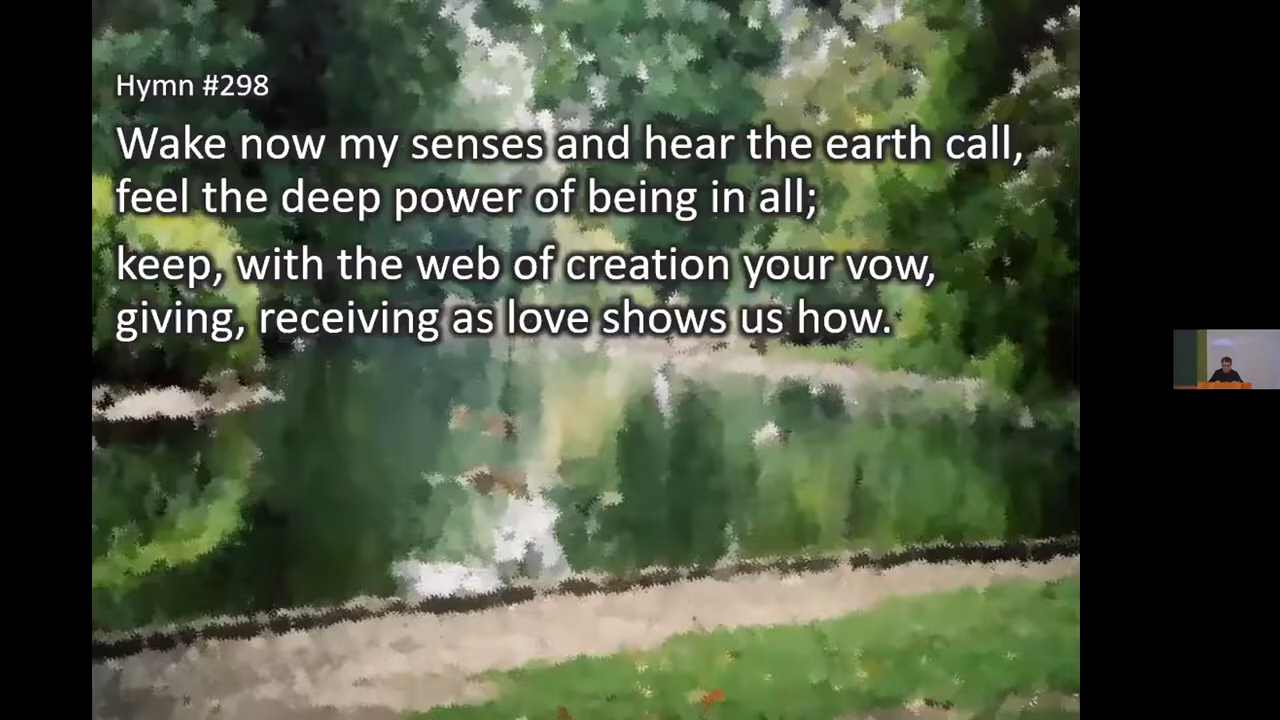 Hymn #298
Wake now my senses and hear the earth call,
feel the deep power of being in all;
keep, with the web of creation your vow,
giving, receiving as love shows us how.